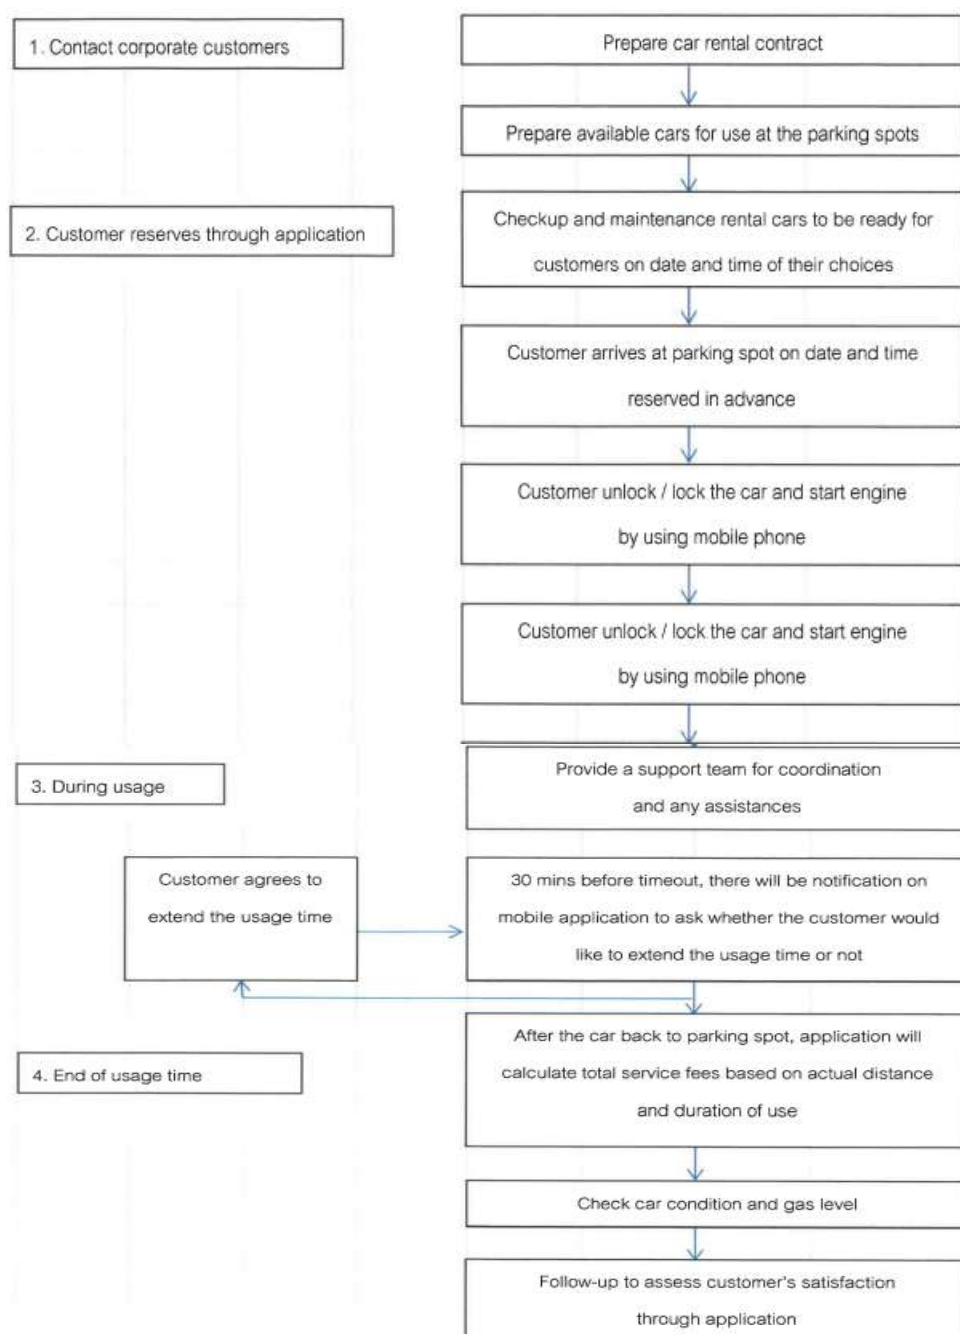 1. Contact corporate customers
Prepare car rental contract
Prepare available cars for use at the parking spots
2. Customer reserves through application
Checkup and maintenance rental cars to be ready for
customers on date and time of their choices
Customer arrives at parking spot on date and time
reserved in advance
Customer unlock / lock the car and start engine
by using mobile phone
Customer unlock / lock the car and start engine
by using mobile phone
3. During usage
Provide a support team for coordination
and any assistances
Customer agrees to
extend the usage time
30 mins before timeout, there will be notification on
mobile application to ask whether the customer would
like to extend the usage time or not
4. End of usage time
After the car back to parking spot, application will
calculate total service fees based on actual distance
and duration of use
Check car condition and gas level
Follow-up to assess customer's satisfaction
through application